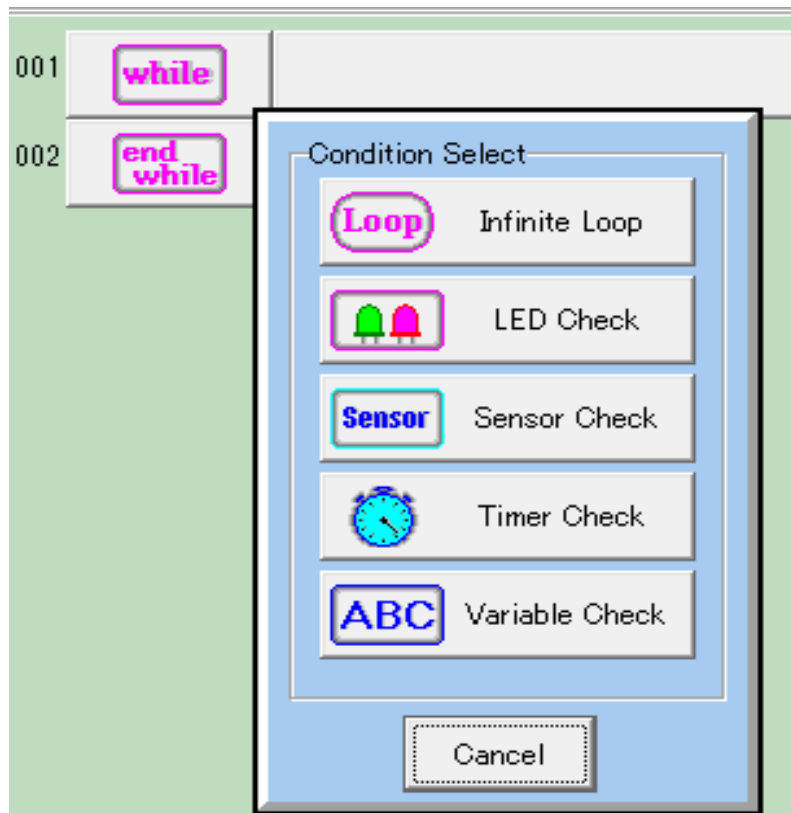 001 while
002 end while
Condition Select
Loop Infinite Loop
LED Check
Sensor Sensor Check
Timer Check
ABC Variable Check
Cancel